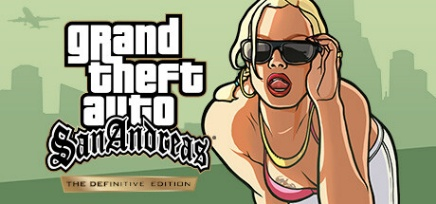 grand
theft
auto
San Andreas
THE DEFINITIVE EDITION